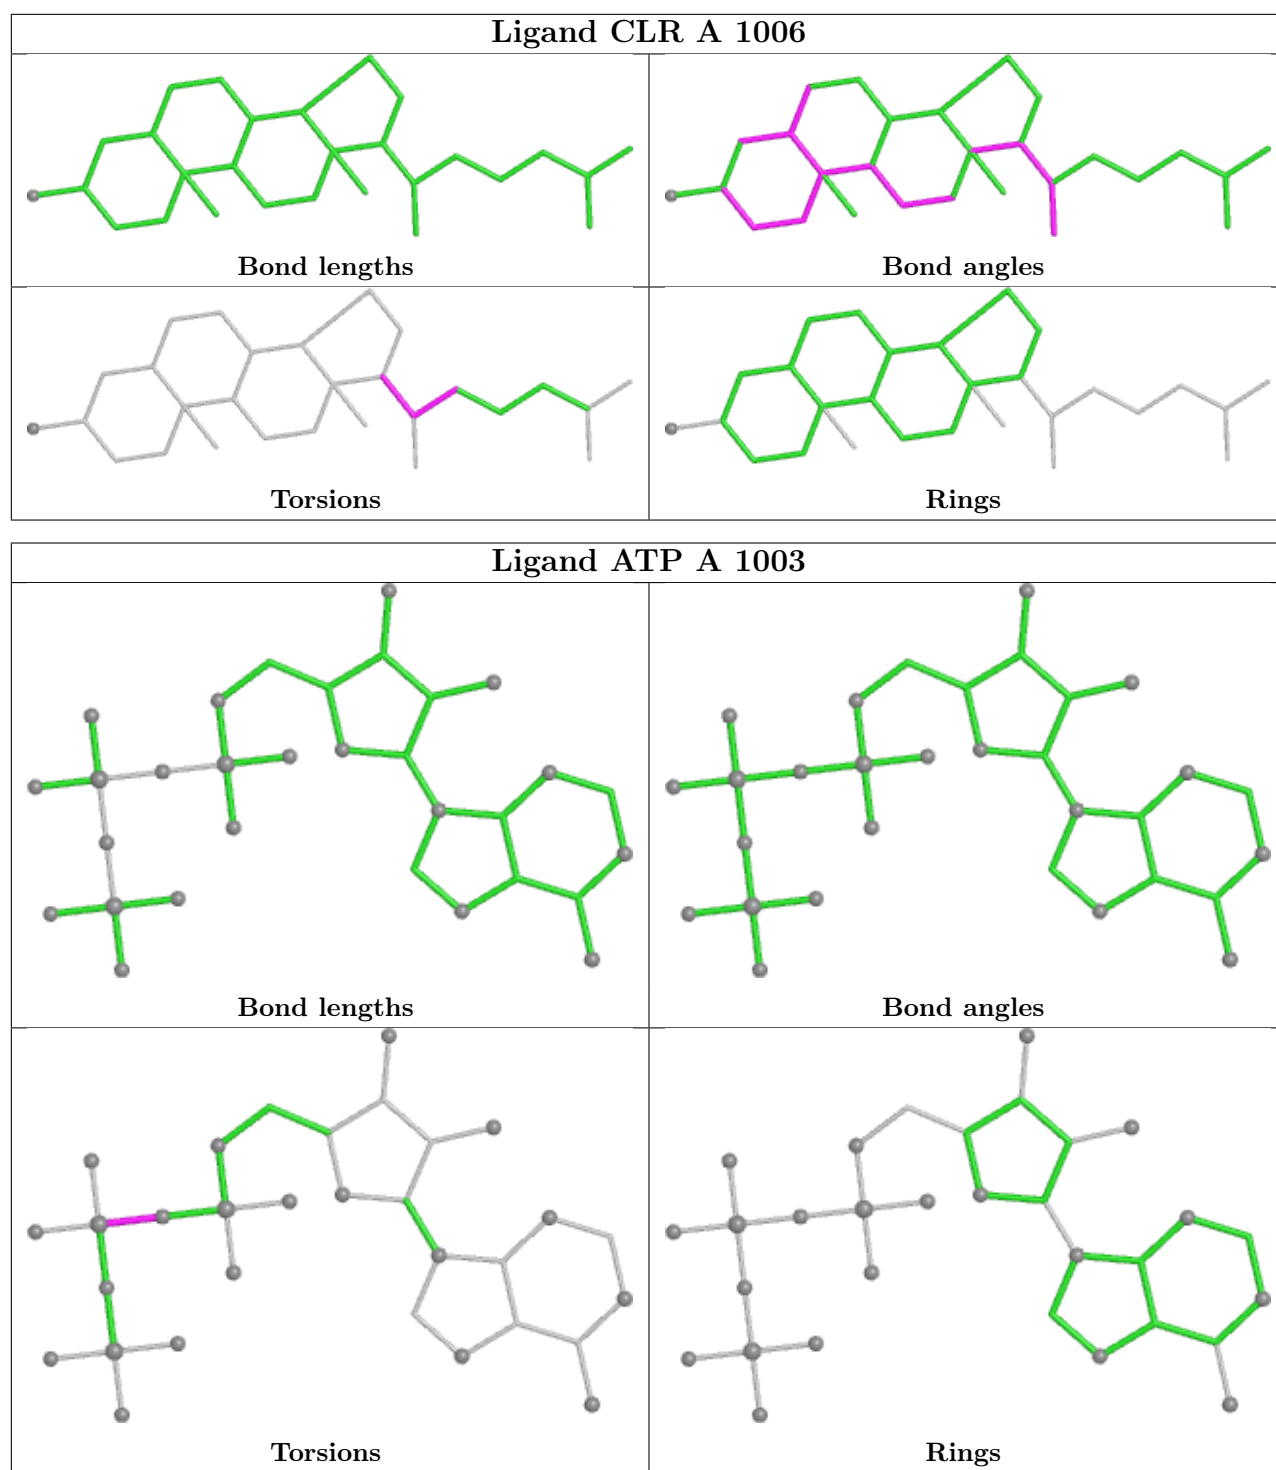 Ligand CLR A 1006
Bond lengths
Bond angles
Torsions
Rings
Ligand ATP A 1003
Bond lengths
Bond angles
Torsions
Rings